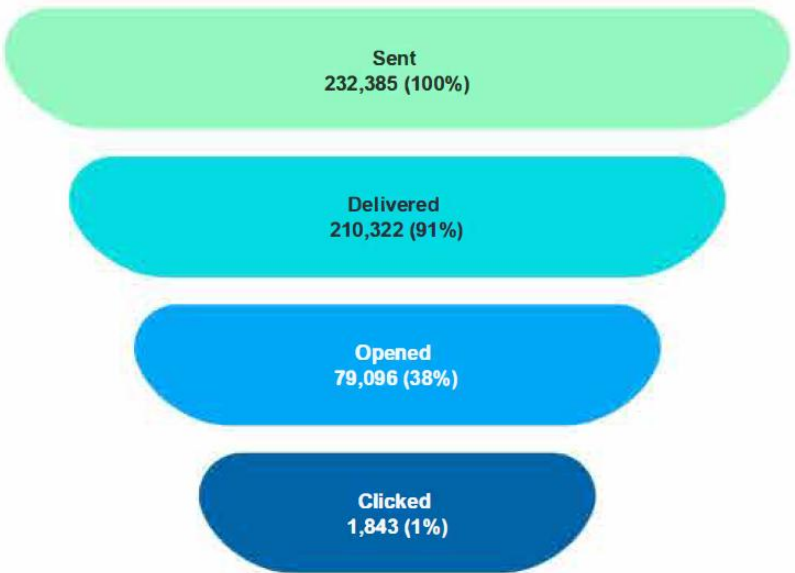 Sent
232,385 (100%)
Delivered
210,322 (91%)
Opened
79,096 (38%)
Clicked
1,843 (1%)